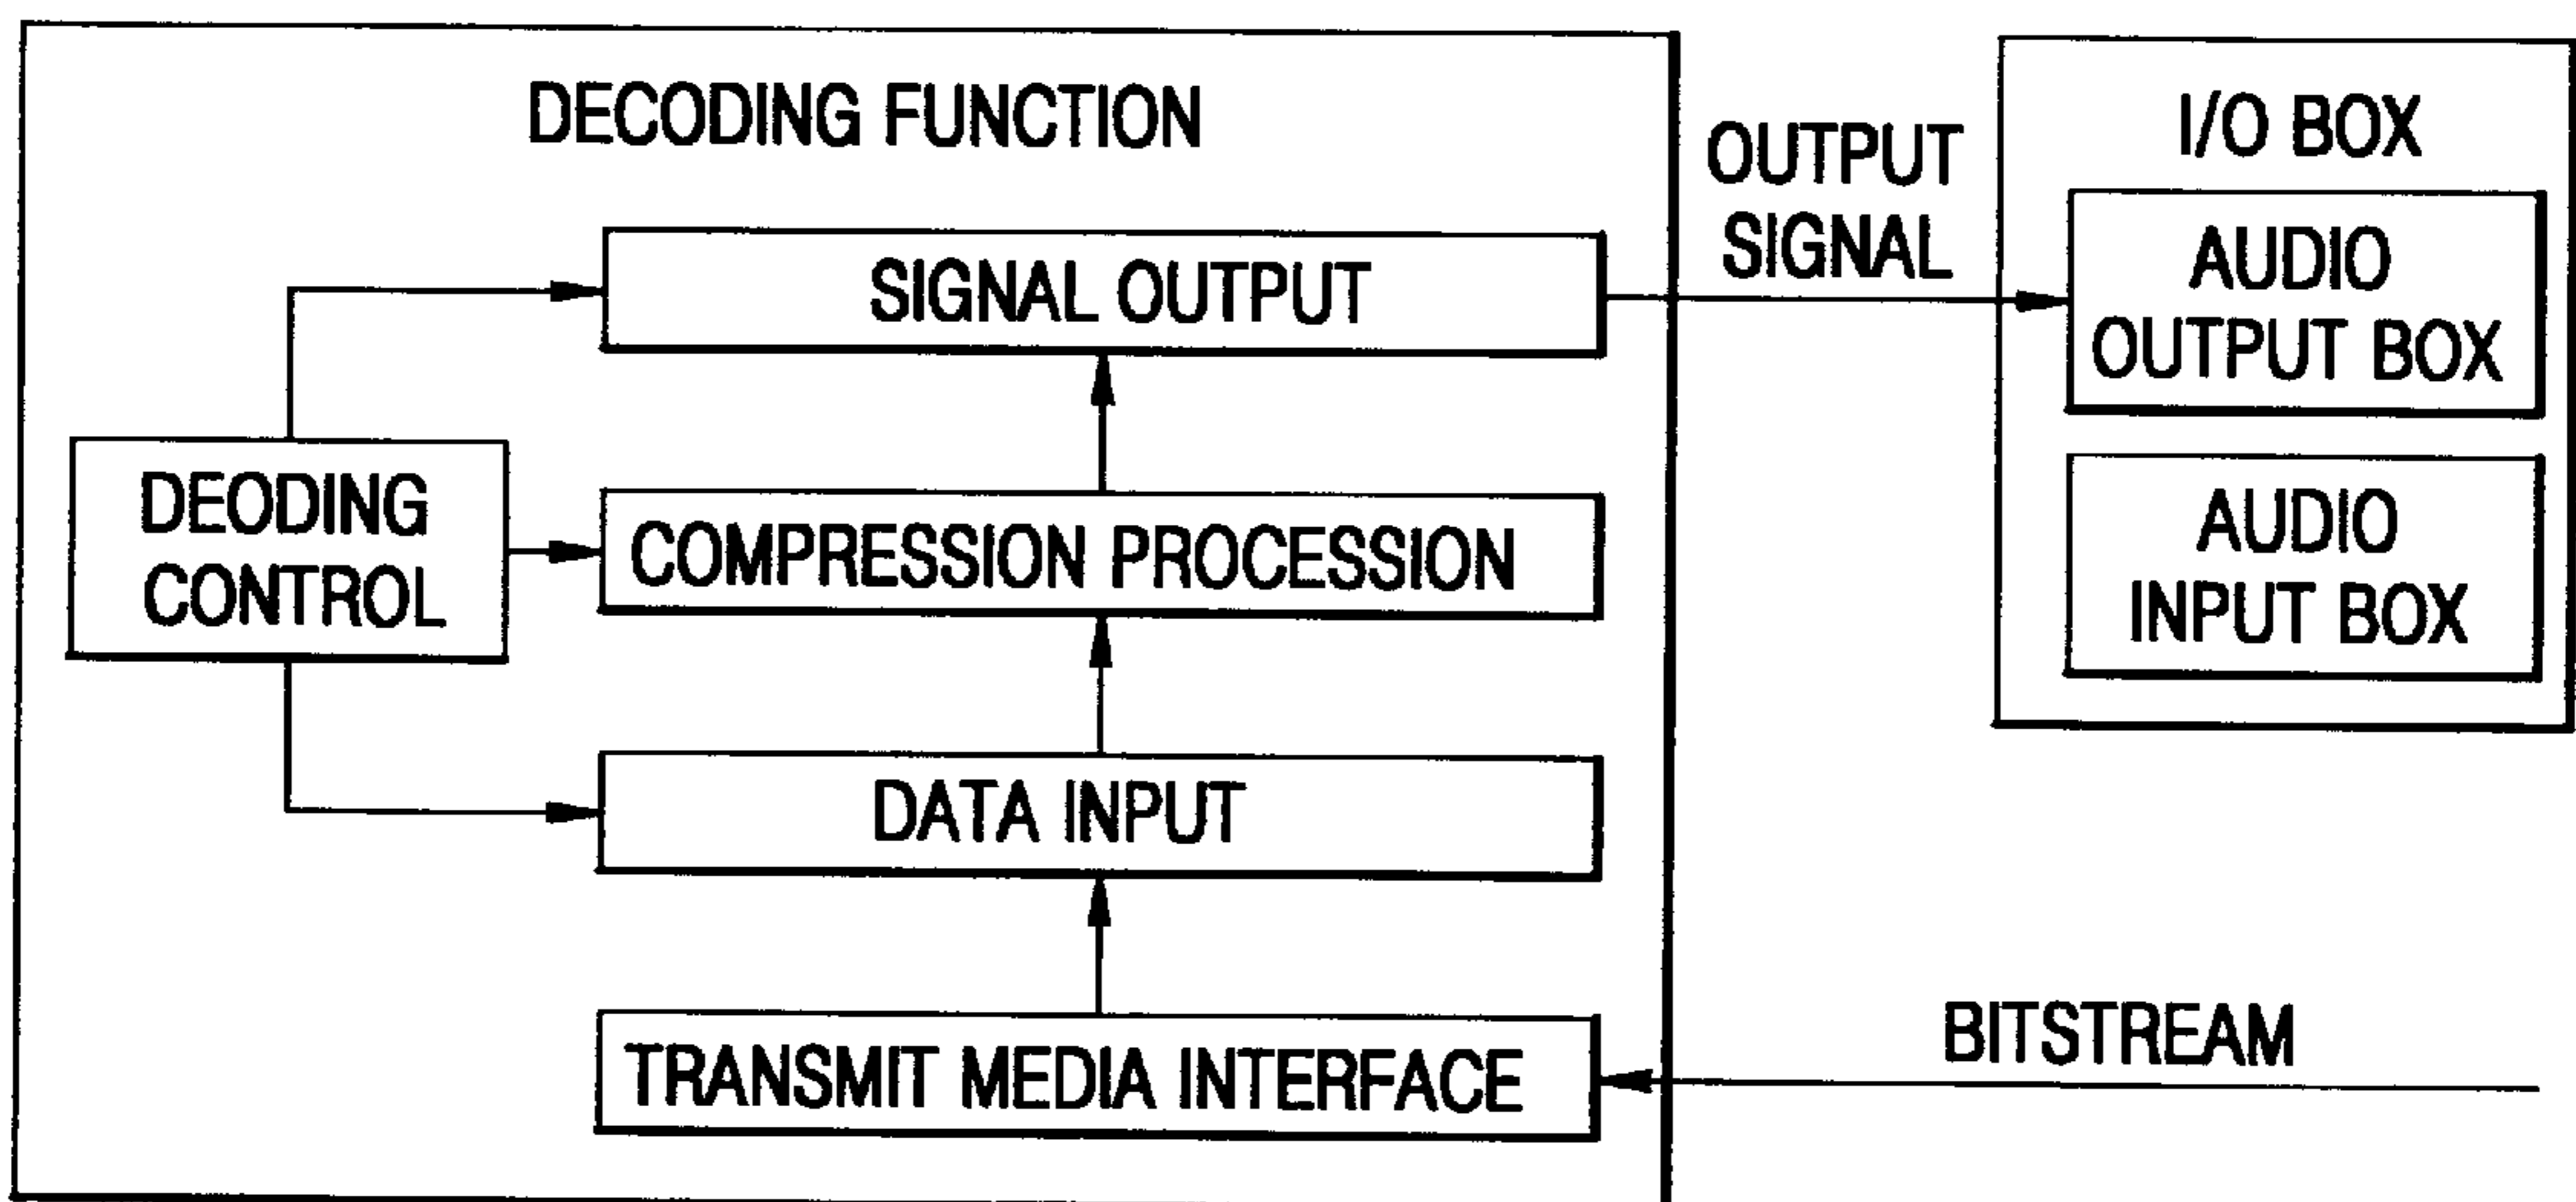 DECODING FUNCTION
SIGNAL OUTPUT
DEODING
CONTROL
COMPRESSION PROCESSION
DATA INPUT
TRANSMIT MEDIA INTERFACE
OUTPUT
SIGNAL
I/O BOX
AUDIO
OUTPUT BOX
AUDIO
INPUT BOX
BITSTREAM